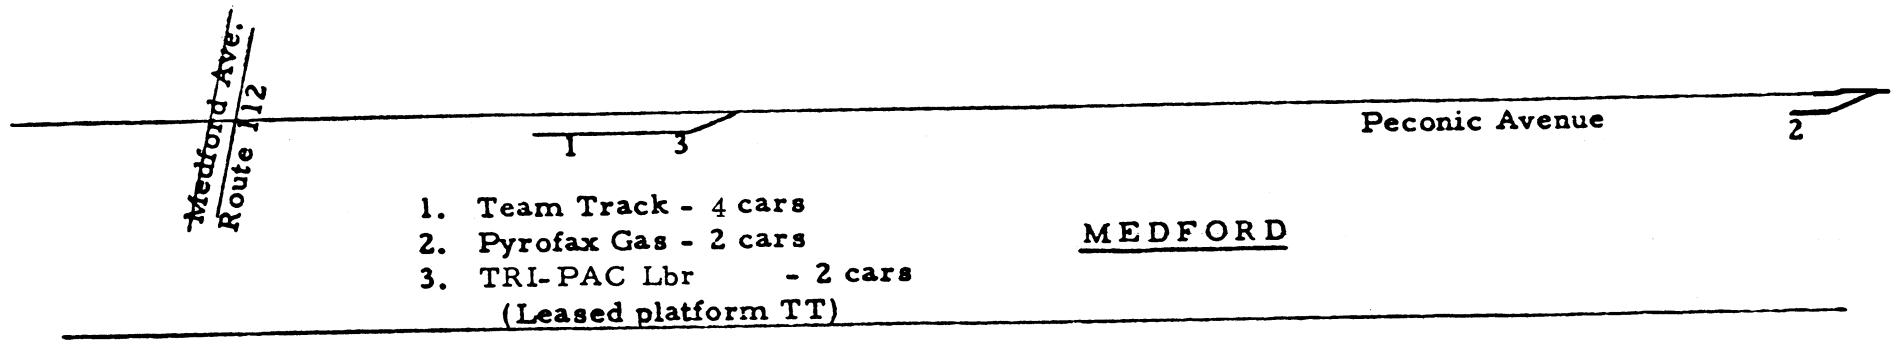 Medford Ave.
Route 112
1 3
Peconic Avenue
2
1. Team Track - 4 cars
2. Pyrofax Gas - 2 cars
3. TRI-PAC Lbr - 2 cars
(Leased platform TT)
MEDFORD